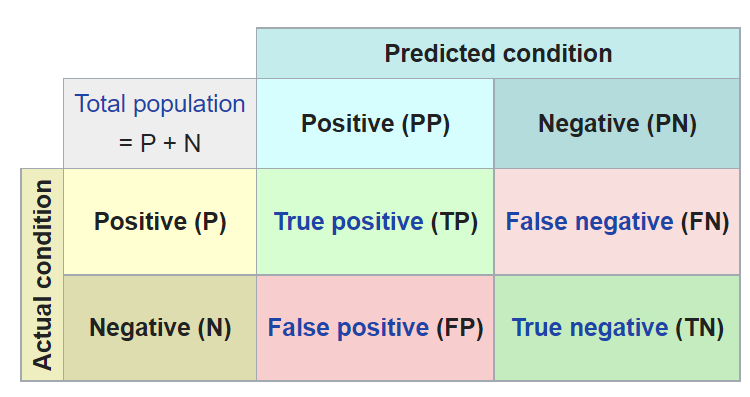 Predicted condition
Total population
= P + N
Positive (PP)
Negative (PN)
Actual condition
Positive (P)
True positive (TP)
False negative (FN)
Negative (N)
False positive (FP)
True negative (TN)